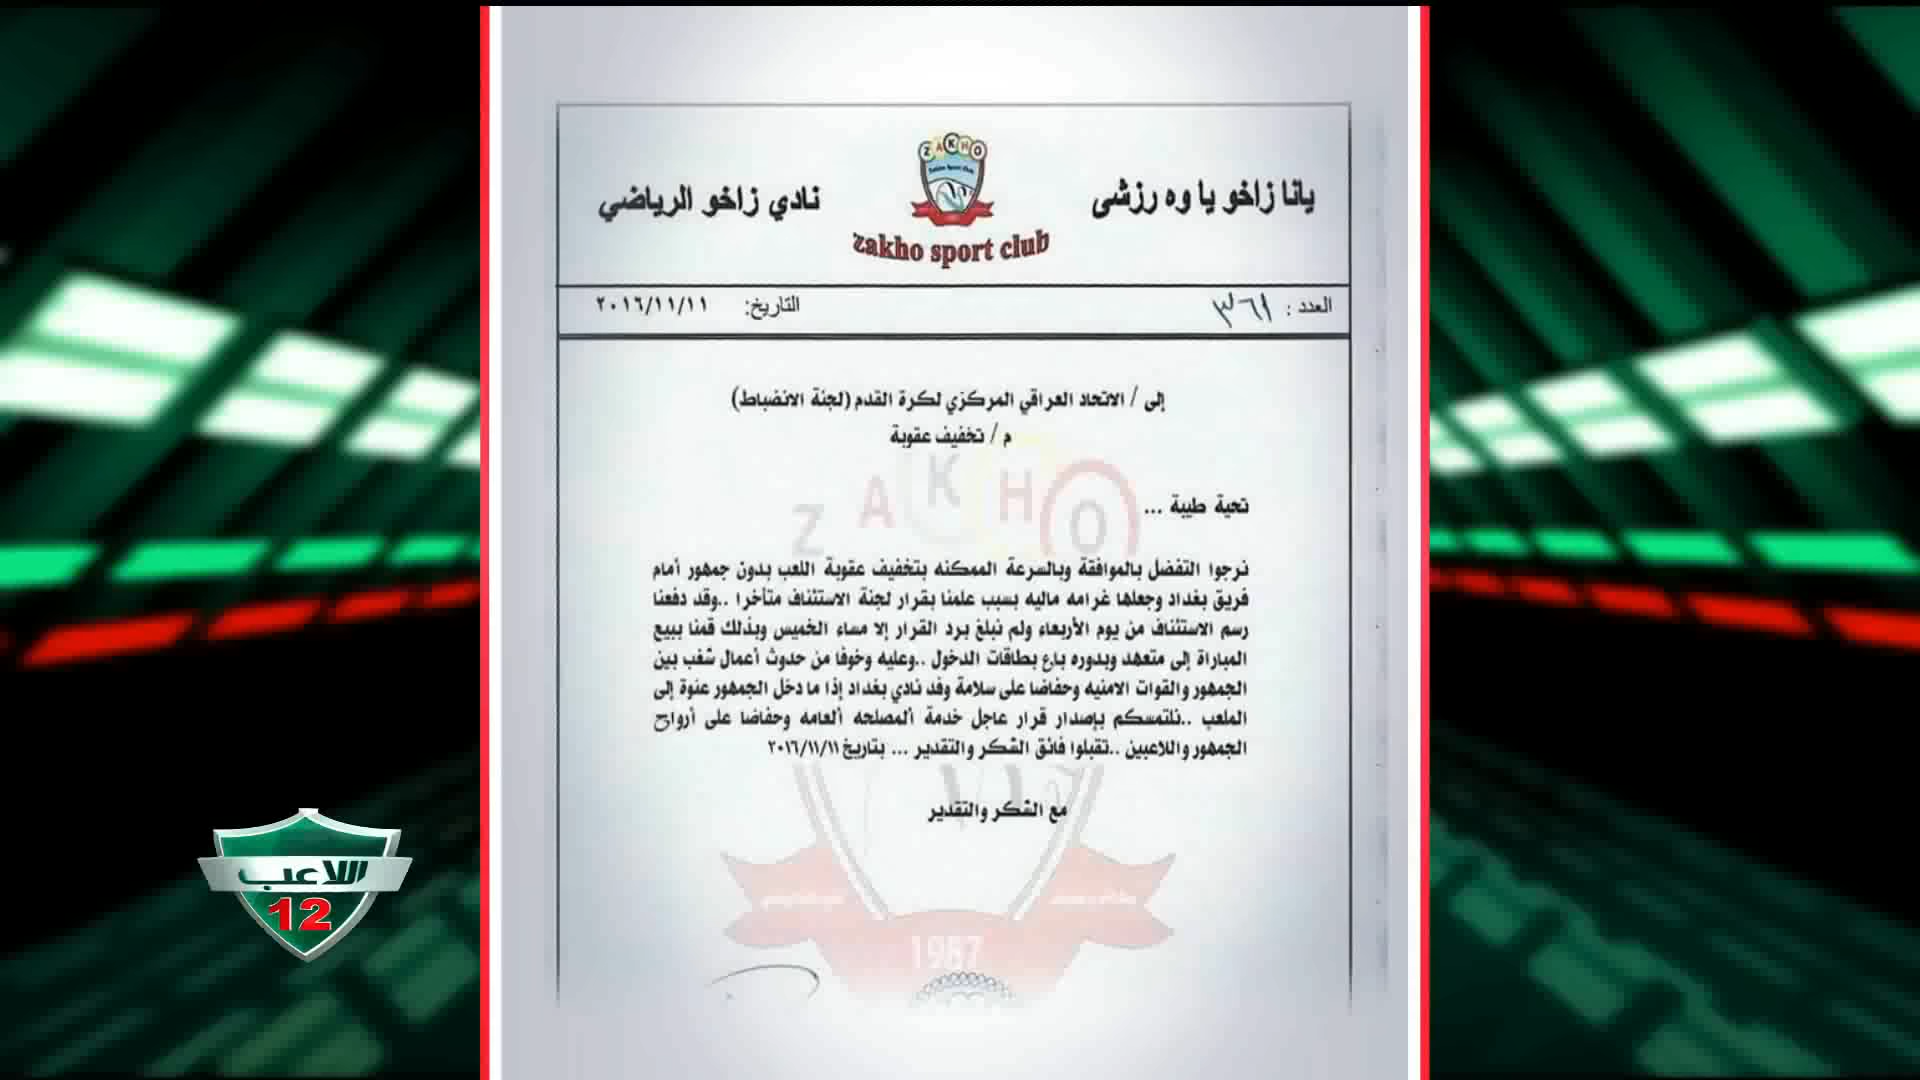 ZAKHO
يانا زاخو يا وه رزشى
نادي زاخو الرياضي
zakho sport club
العدد : ٣٦١
التاريخ: ٢٠١٦/١١/١١
إلى / الاتحاد العراقي المركزي لكرة القدم (لجنة الانضباط)
م / تخفيف عقوبة
ZAKHO
تحية طيبة ...
نرجوا التفضل بالموافقة وبالسرعة الممكنه بتخفيف عقوبة اللعب بدون جمهور أمام
فريق بغداد وجعلها غرامه ماليه بسبب علمنا بقرار لجنة الاستئناف متأخرا ..وقد دفعنا
رسم الاستئناف من يوم الأربعاء ولم نبلغ برد القرار إلا مساء الخميس وبذلك قمنا ببيع
المباراة إلى متعهد وبدوره باع بطاقات الدخول ..وعليه وخوفا من حدوث أعمال شغب بين
الجمهور والقوات الامنيه وحفاضا على سلامة وفد نادي بغداد إذا ما دخل الجمهور عنوة إلى
الملعب ..نلتمسكم بإصدار قرار عاجل خدمة ألمصلحه ألعامه وحفاضا على أرواح
الجمهور واللاعبين ..تقبلوا فائق الشكر والتقدير ... بتاريخ ٢٠١٦/١١/١١
مع الشكر والتقدير
1987
اللاعب
12